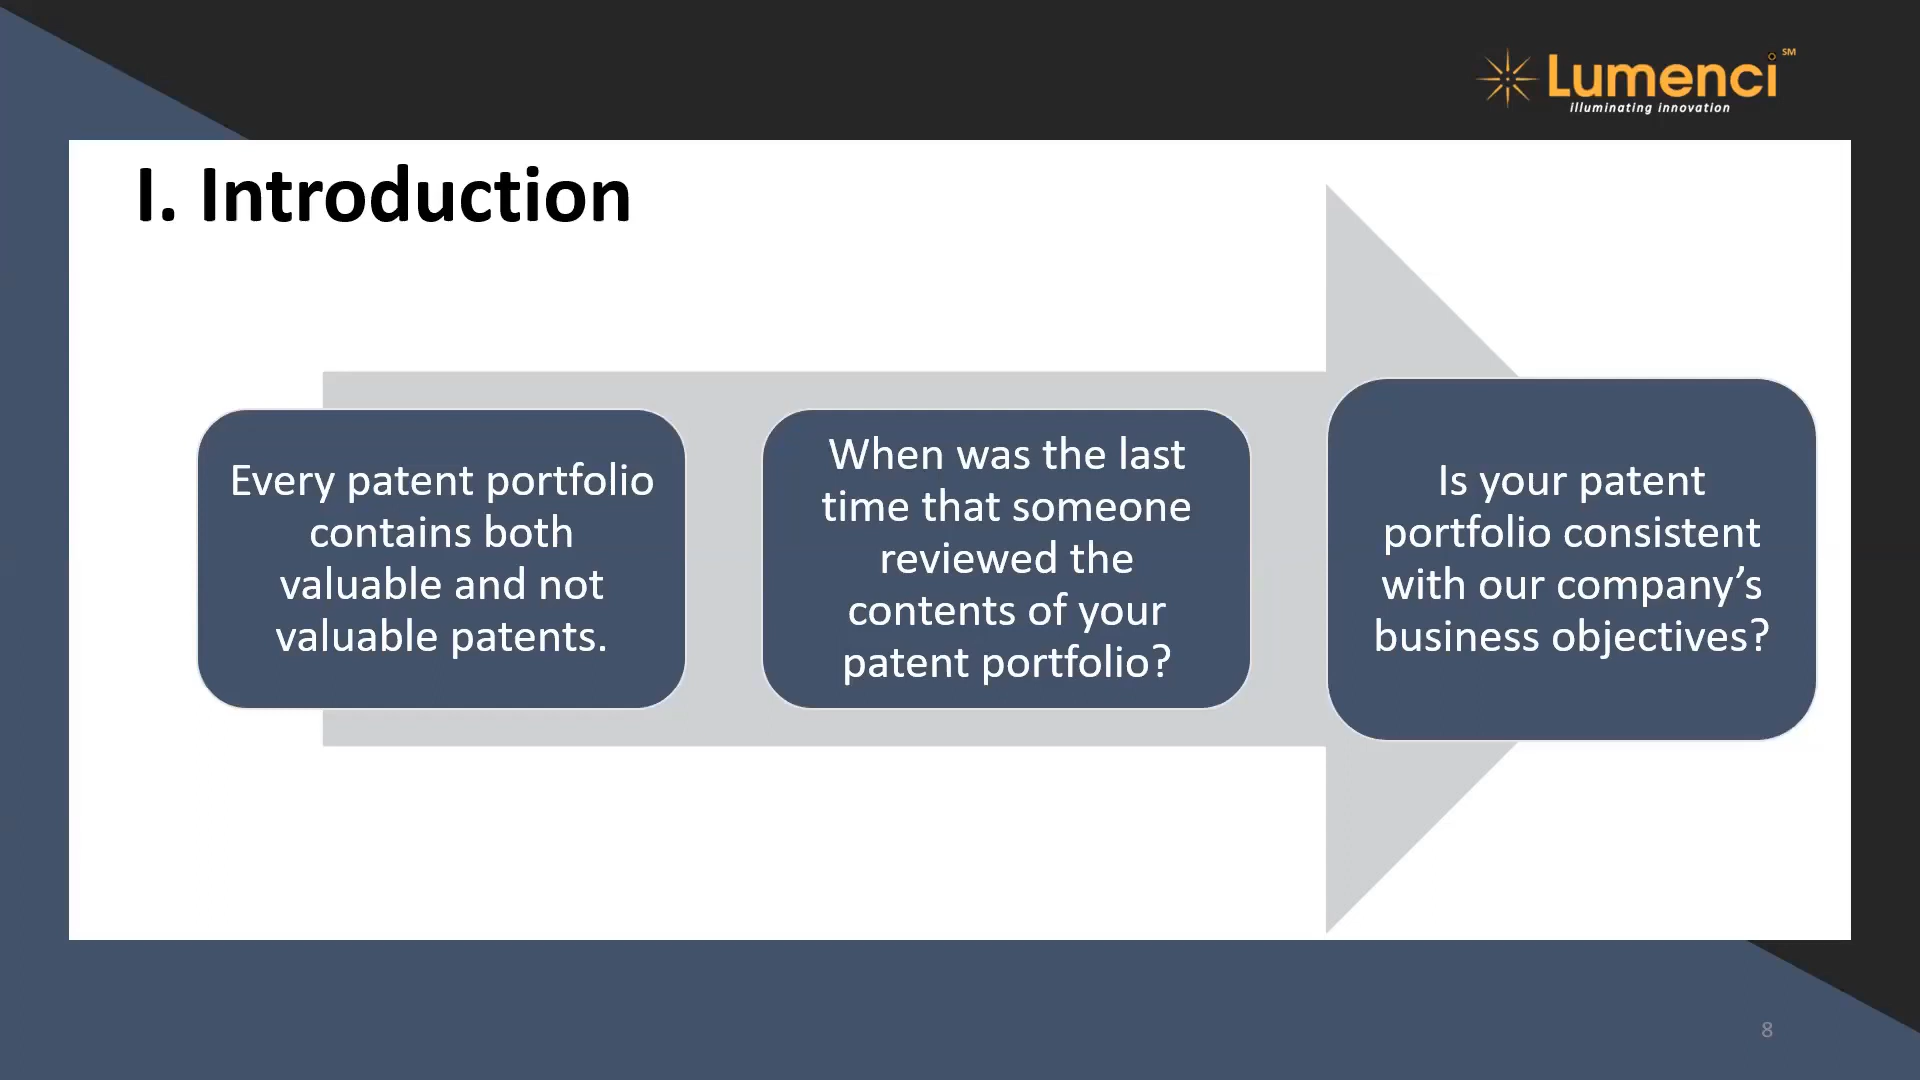 Lumenci SM
illuminating innovation
I. Introduction
Every patent portfolio
contains both
valuable and not
valuable patents.
When was the last
time that someone
reviewed the
contents of your
patent portfolio?
Is your patent
portfolio consistent
with our company’s
business objectives?
8